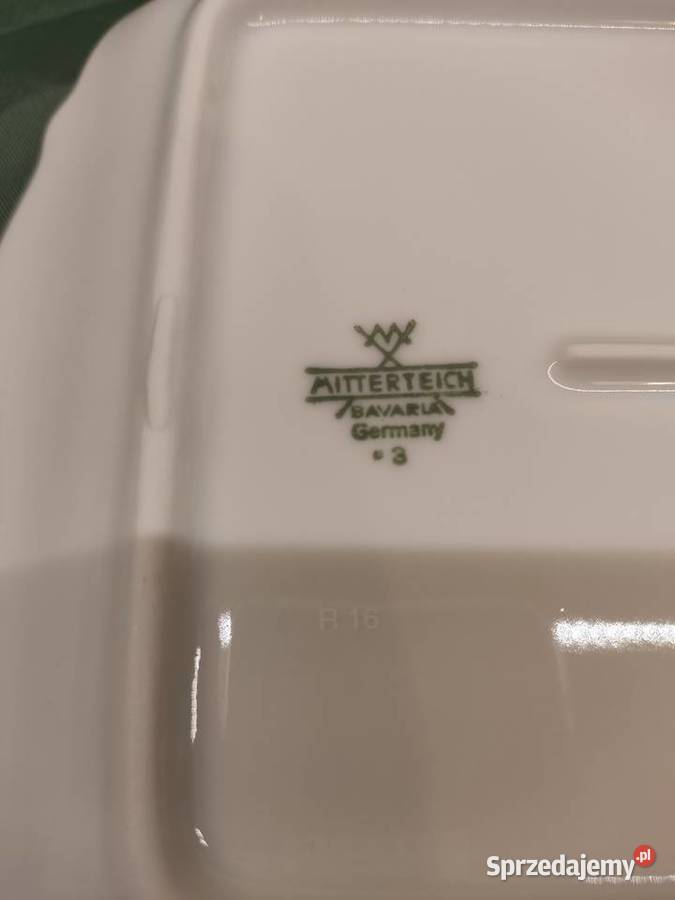 MITTERTEICH
BAVARIA
Germany
3
R 16
Sprzedajemy.pl